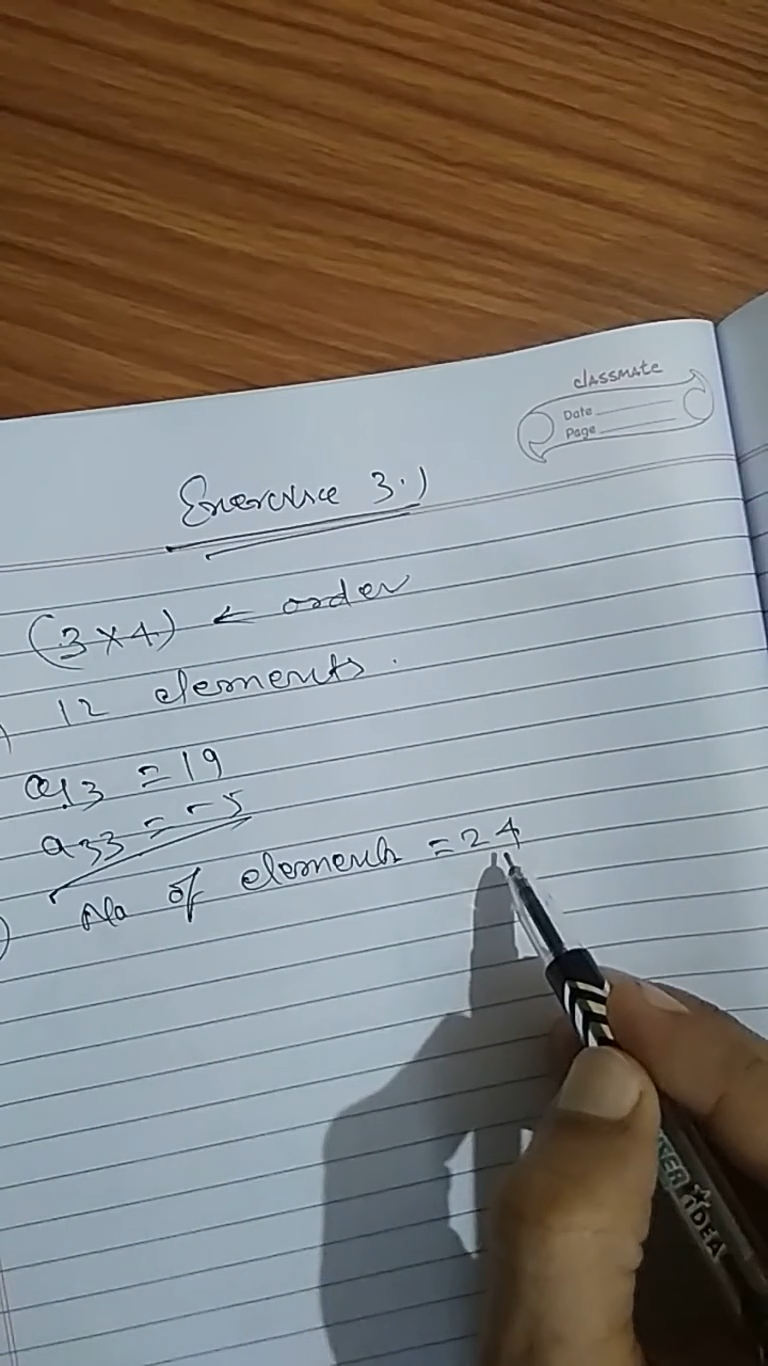 classmate
Date
Page
Exercise 3.1
(3×4) ← order
) 12 elements.
a13 = 19
a33 = -5
) No of elements = 24
IDEA